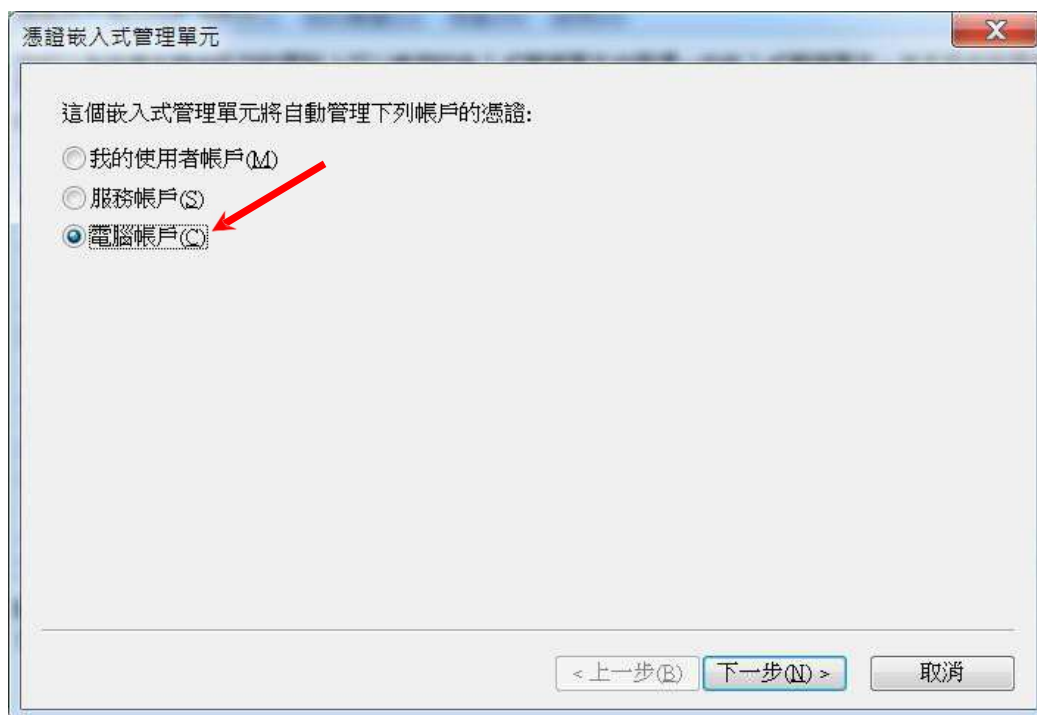 憑證嵌入式管理單元
這個嵌入式管理單元將自動管理下列帳戶的憑證:
我的使用者帳戶(M)
服務帳戶(S)
電腦帳戶(C)
<上一步(B) 下一步(N)> 取消